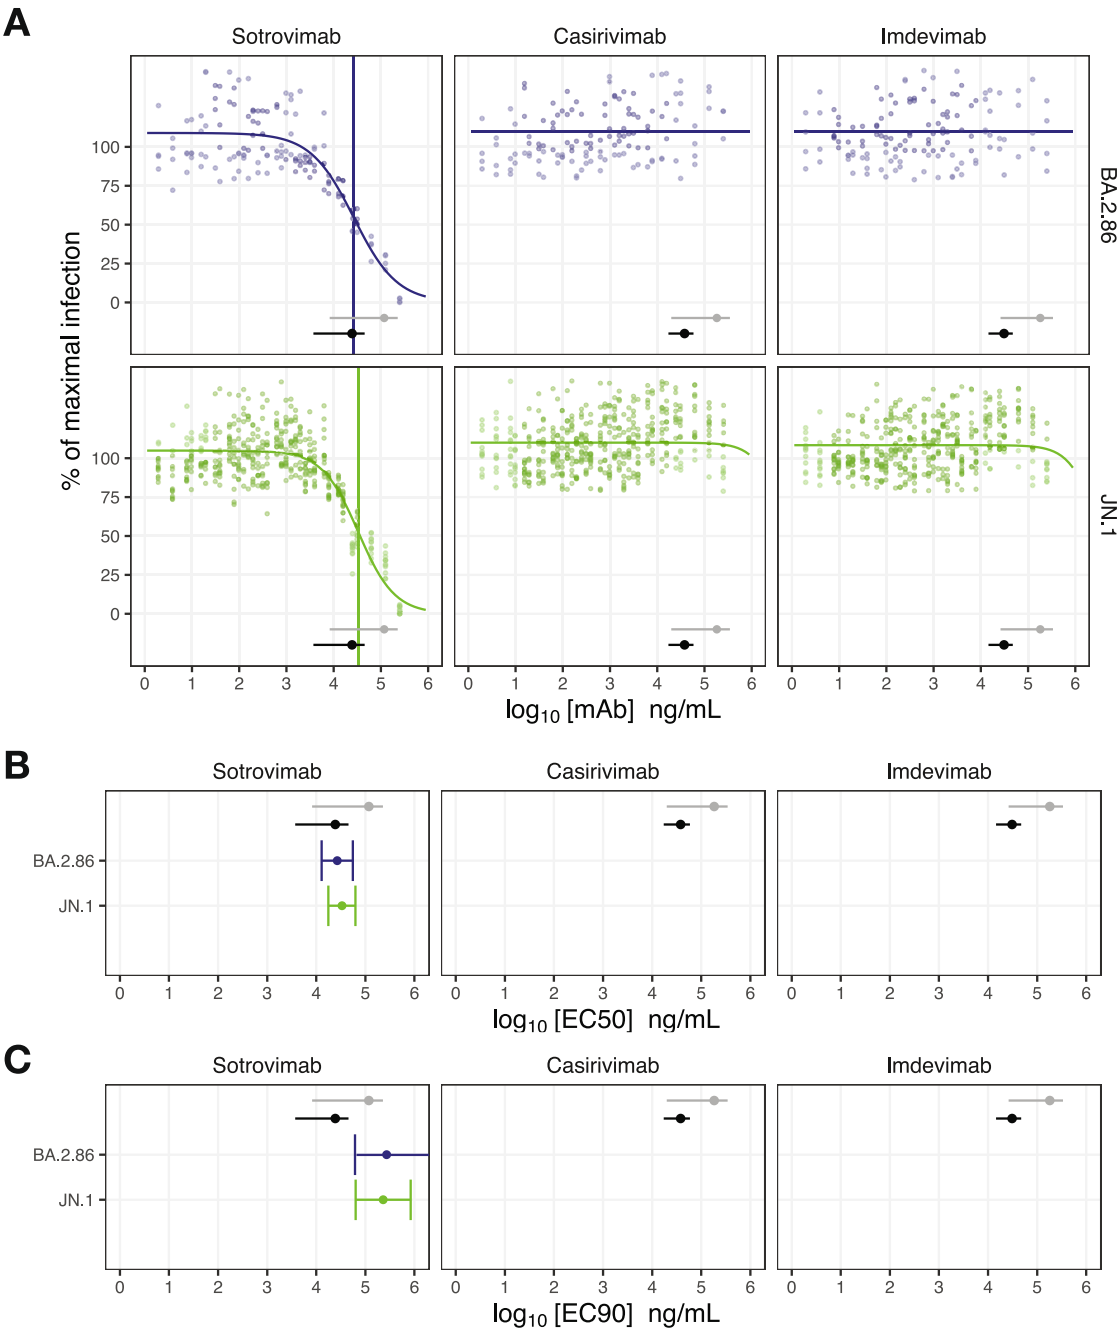 A
Sotrovimab Casirivimab Imdevimab
% of maximal infection
100
75
50
25
0
BA.2.86
100
75
50
25
0
JN.1
0 1 2 3 4 5 6 0 1 2 3 4 5 6 0 1 2 3 4 5 6
log10 [mAb] ng/mL
B
Sotrovimab Casirivimab Imdevimab
BA.2.86
JN.1
0 1 2 3 4 5 6 0 1 2 3 4 5 6 0 1 2 3 4 5 6
log10 [EC50] ng/mL
C
Sotrovimab Casirivimab Imdevimab
BA.2.86
JN.1
0 1 2 3 4 5 6 0 1 2 3 4 5 6 0 1 2 3 4 5 6
log10 [EC90] ng/mL